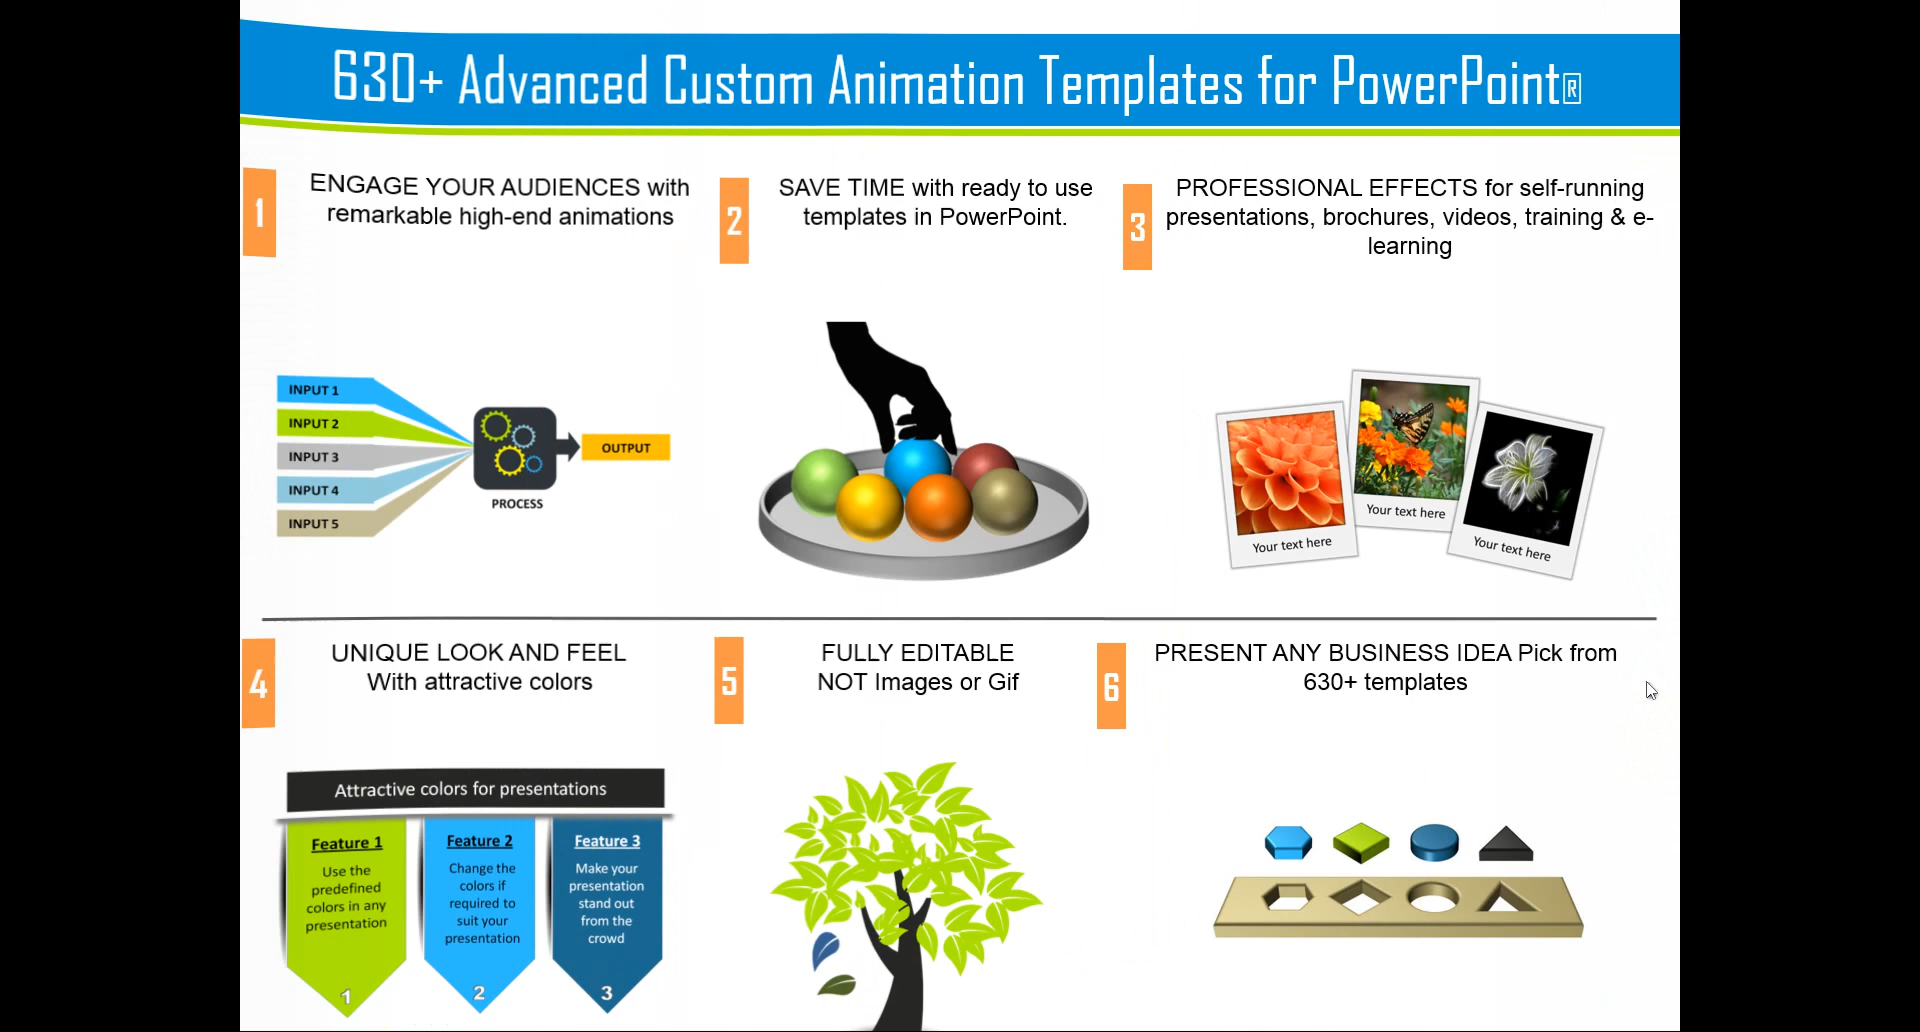 630+ Advanced Custom Animation Templates for PowerPoint®
1
ENGAGE YOUR AUDIENCES with
remarkable high-end animations
2
SAVE TIME with ready to use
templates in PowerPoint.
3
PROFESSIONAL EFFECTS for self-running
presentations, brochures, videos, training & e-
learning
INPUT 1
INPUT 2
INPUT 3
INPUT 4
INPUT 5
PROCESS
OUTPUT
Your text here
Your text here
Your text here
4
UNIQUE LOOK AND FEEL
With attractive colors
5
FULLY EDITABLE
NOT Images or Gif
6
PRESENT ANY BUSINESS IDEA Pick from
630+ templates
Attractive colors for presentations
Feature 1
Use the
predefined
colors in any
presentation
1
Feature 2
Change the
colors if
required to
suit your
presentation
2
Feature 3
Make your
presentation
stand out
from the
crowd
3